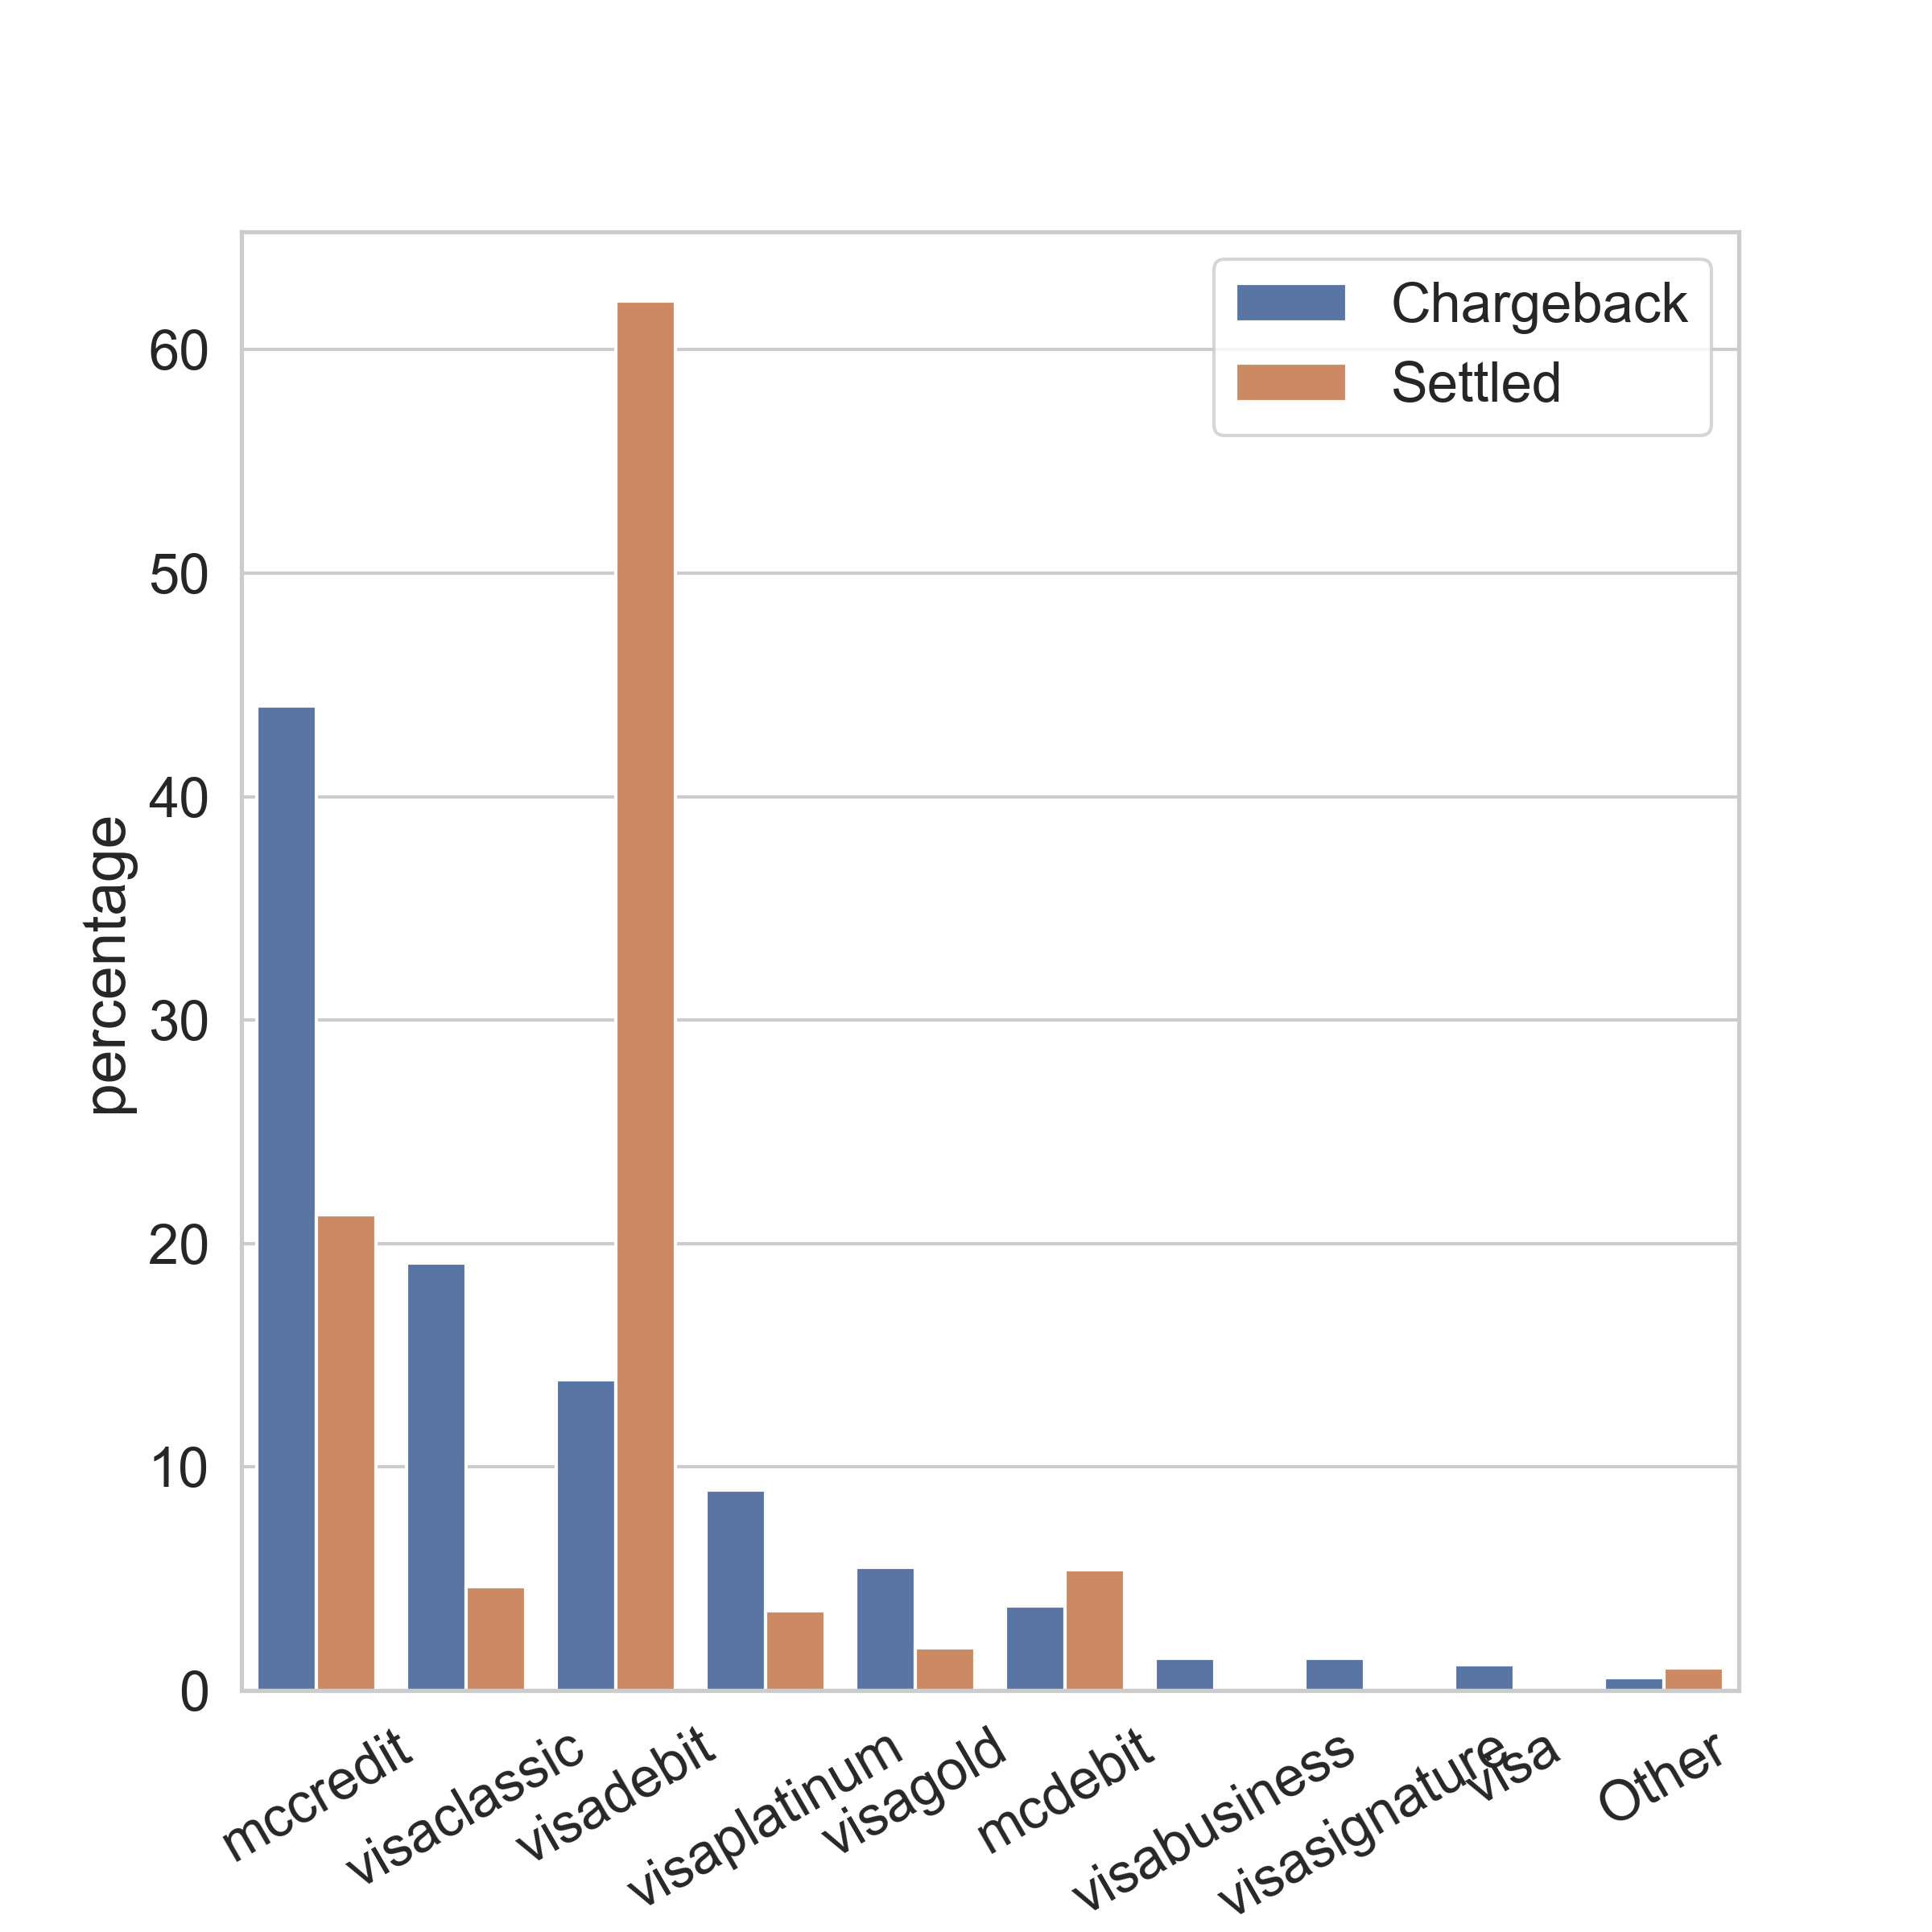 Chargeback
Settled
60
50
40
30
20
10
0
percentage
mccredit
visaclassic
visadebit
visaplatinum
visagold
mcdebit
visabusiness
visasignature
visa
Other